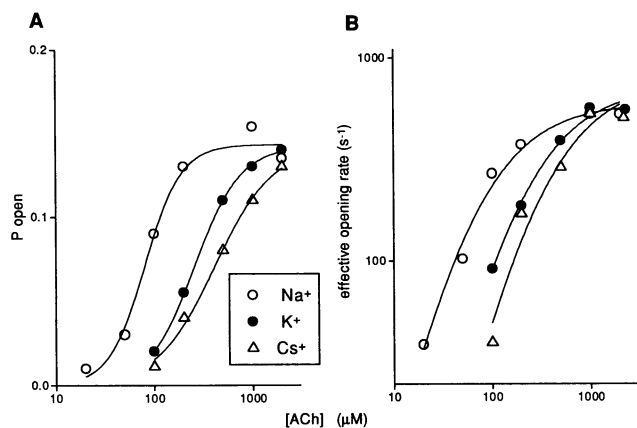 A
0.2
P open
0.1
0.0
10
100
1000
Na⁺
K⁺
Cs⁺
[ACh] (μM)
B
1000
effective opening rate (s⁻¹)
100
10
100
1000